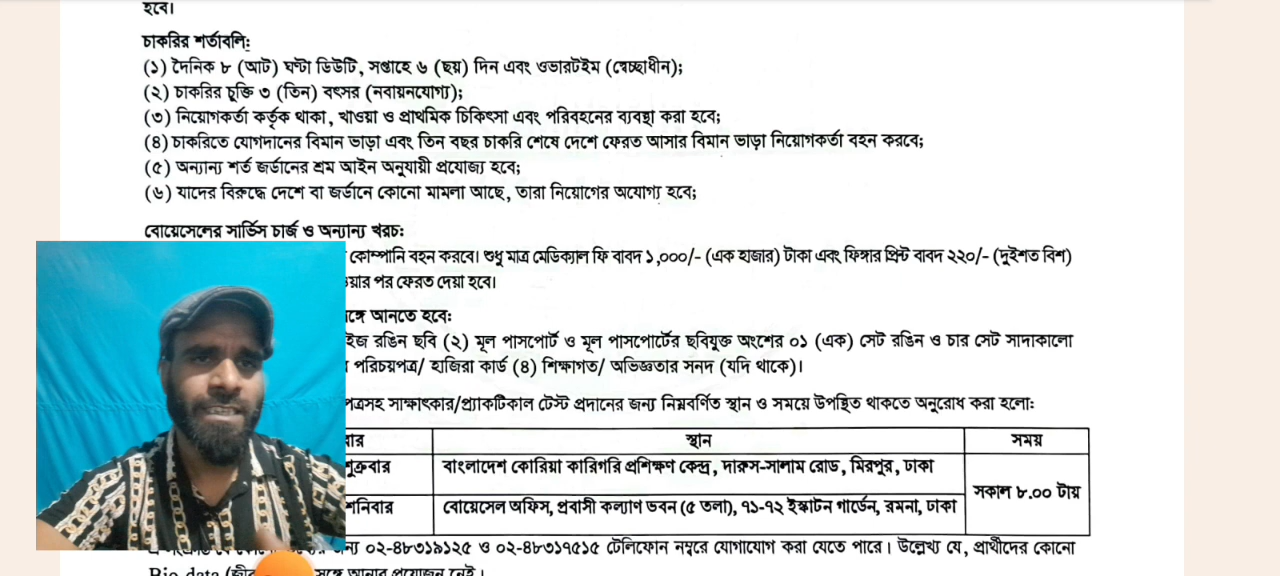 হবে।
চাকরির শর্তাবলি:
(১) দৈনিক ৮ (আট) ঘণ্টা ডিউটি, সপ্তাহে ৬ (ছয়) দিন এবং ওভারটইম (স্বেচ্ছাধীন);
(২) চাকরির চুক্তি ৩ (তিন) বৎসর (নবায়নযোগ্য);
(৩) নিয়োগকর্তা কর্তৃক থাকা, খাওয়া ও প্রাথমিক চিকিৎসা এবং পরিবহনের ব্যবস্থা করা হবে;
(৪) চাকরিতে যোগদানের বিমান ভাড়া এবং তিন বছর চাকরি শেষে দেশে ফেরত আসার বিমান ভাড়া নিয়োগকর্তা বহন করবে;
(৫) অন্যান্য শর্ত জর্ডানের শ্রম আইন অনুযায়ী প্রযোজ্য হবে;
(৬) যাদের বিরুদ্ধে দেশে বা জর্ডানে কোনো মামলা আছে, তারা নিয়োগের অযোগ্য হবে;
বোয়েসেলের সার্ভিস চার্জ ও অন্যান্য খরচ:
কোম্পানি বহন করবে। শুধু মাত্র মেডিক্যাল ফি বাবদ ১,০০০/- (এক হাজার) টাকা এবং ফিঙ্গার প্রিন্ট বাবদ ২২০/- (দুইশত বিশ)
য়ার পর ফেরত দেয়া হবে।
ঙ্গে আনতে হবে:
ইজ রঙিন ছবি (২) মূল পাসপোর্ট ও মূল পাসপোর্টের ছবিযুক্ত অংশের ০১ (এক) সেট রঙিন ও চার সেট সাদাকালো
পরিচয়পত্র/ হাজিরা কার্ড (৪) শিক্ষাগত/ অভিজ্ঞতার সনদ (যদি থাকে)।
পত্রসহ সাক্ষাৎকার/প্র্যাকটিকাল টেস্ট প্রদানের জন্য নিম্নবর্ণিত স্থান ও সময়ে উপস্থিত থাকতে অনুরোধ করা হলো:
বার স্থান সময়
শুক্রবার বাংলাদেশ কোরিয়া কারিগরি প্রশিক্ষণ কেন্দ্র, দারুস-সালাম রোড, মিরপুর, ঢাকা
সকাল ৮.০০ টায়
শনিবার বোয়েসেল অফিস, প্রবাসী কল্যাণ ভবন (৫ তলা), ৭১-৭২ ইস্কাটন গার্ডেন, রমনা, ঢাকা
ন্য ০২-৪৮৩১৯১২৫ ও ০২-৪৮৩১৭৫১৫ টেলিফোন নম্বরে যোগাযোগ করা যেতে পারে। উল্লেখ্য যে, প্রার্থীদের কোনো
Bio-data সঙ্গে আনার প্রয়োজন নেই।